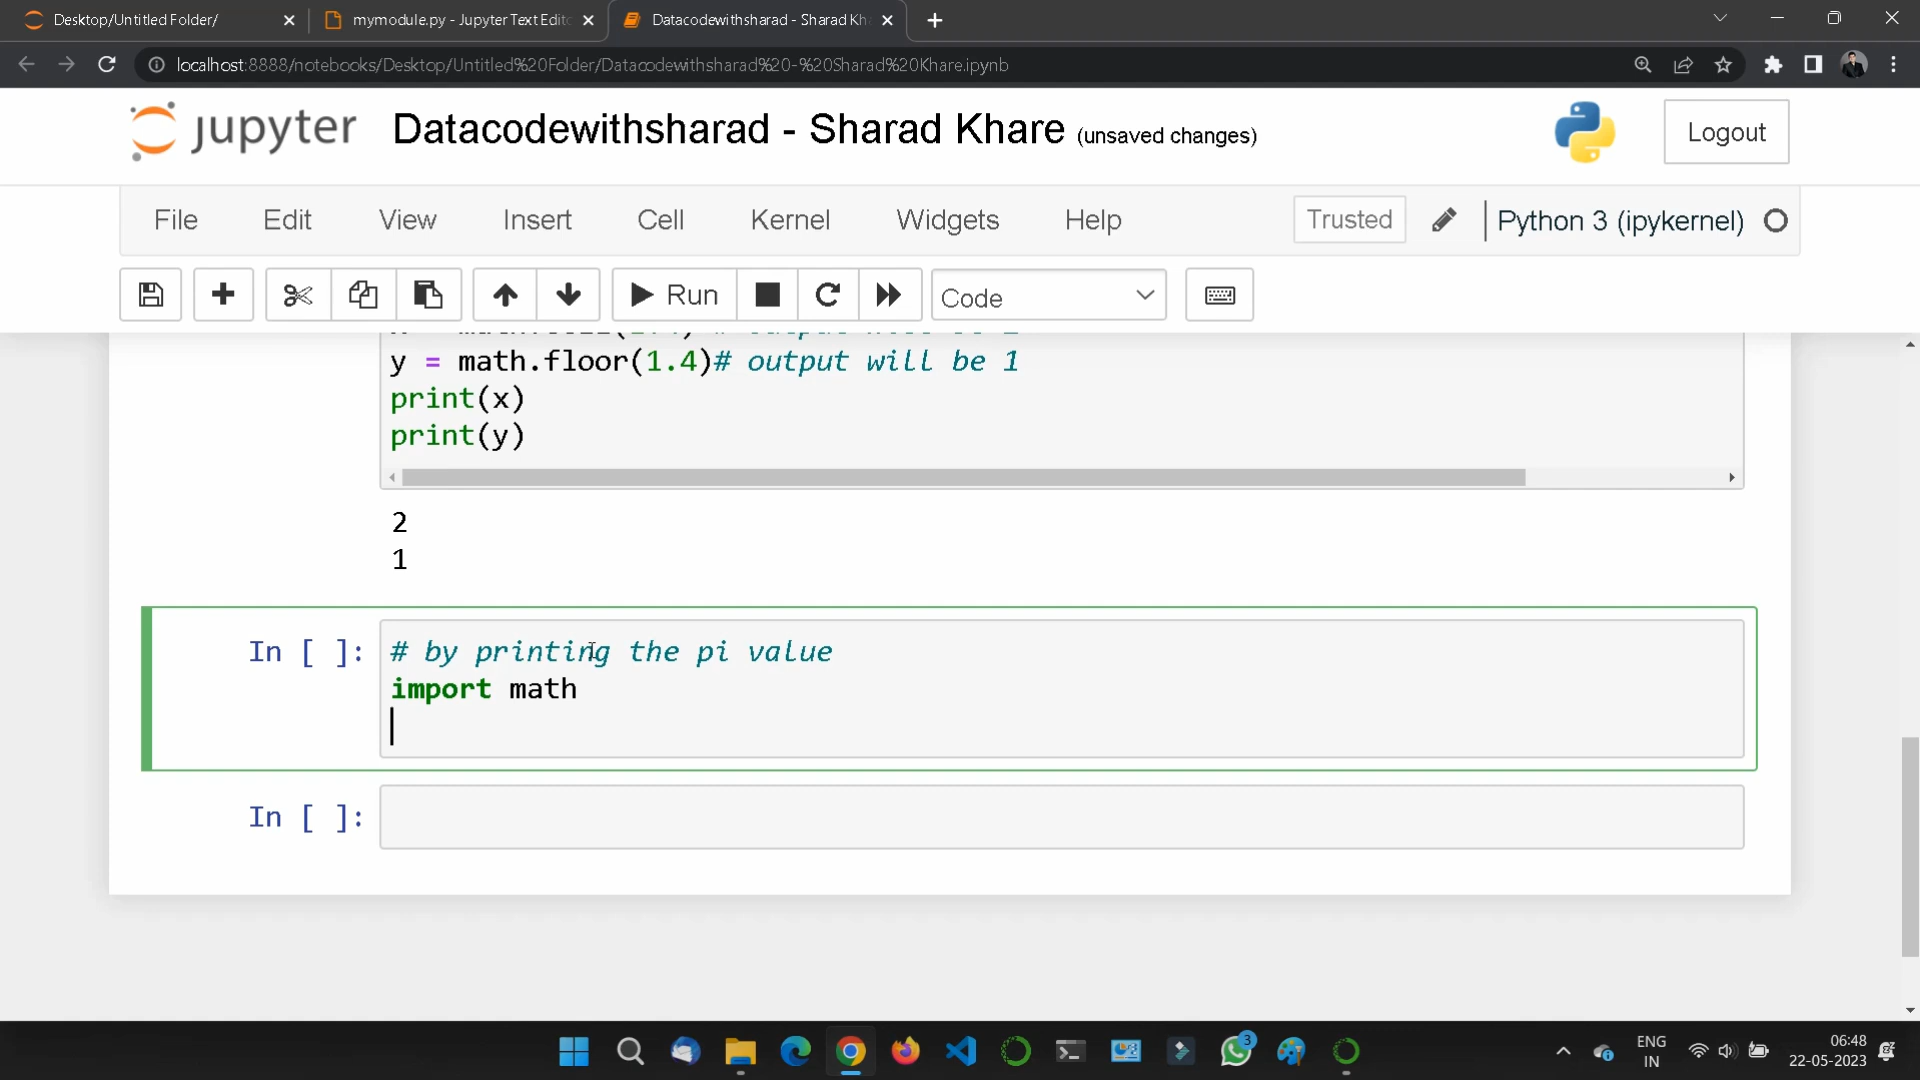 Desktop/Untitled Folder/
mymodule.py - Jupyter Text Edito
Datacodewithsharad - Sharad Kh
localhost:8888/notebooks/Desktop/Untitled%20Folder/Datacodewithsharad%20-%20Sharad%20Khare.ipynb
jupyter
Datacodewithsharad - Sharad Khare (unsaved changes)
Logout
File Edit View Insert Cell Kernel Widgets Help Trusted Python 3 (ipykernel)
Run
Code
y = math.floor(1.4)# output will be 1
print(x)
print(y)
2
1
In [ ]:
# by printing the pi value
import math
In [ ]:
3
ENG
IN
06:48
22-05-2023